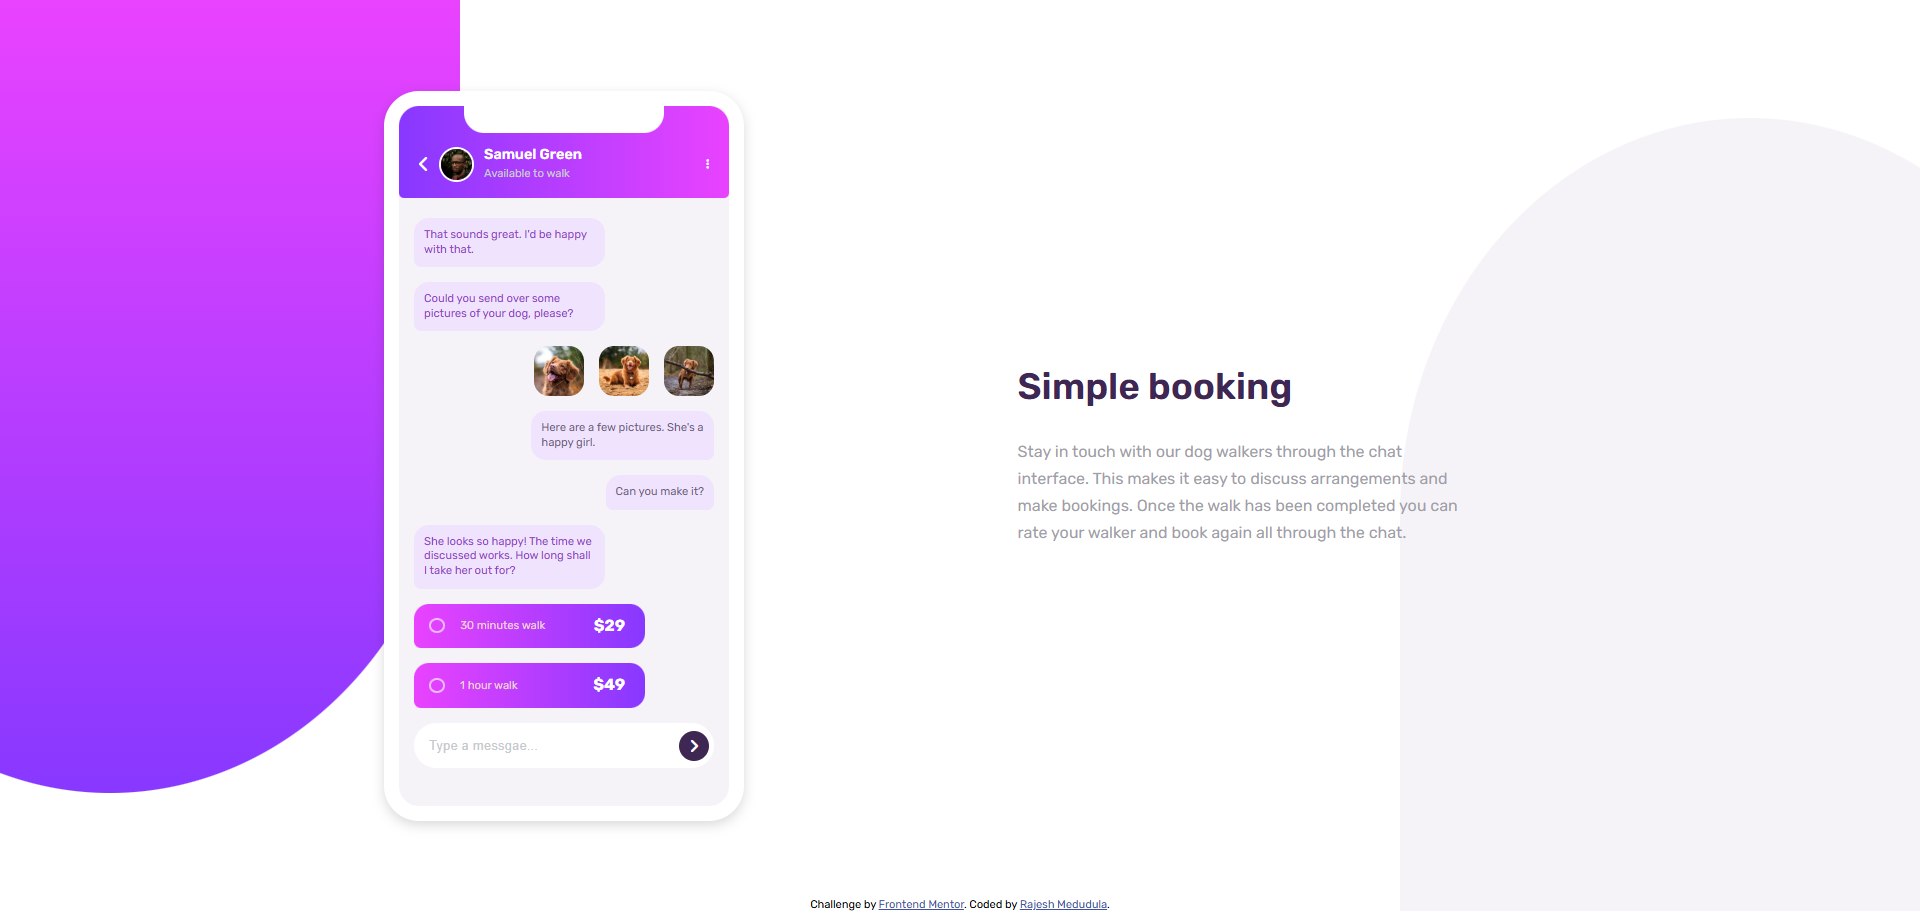 Samuel Green
Available to walk
That sounds great. I'd be happy
with that.
Could you send over some
pictures of your dog, please?
Here are a few pictures. She's a
happy girl.
Can you make it?
She looks so happy! The time we
discussed works. How long shall
I take her out for?
30 minutes walk $29
1 hour walk $49
Type a messgae...
Simple booking
Stay in touch with our dog walkers through the chat
interface. This makes it easy to discuss arrangements and
make bookings. Once the walk has been completed you can
rate your walker and book again all through the chat.
Challenge by Frontend Mentor. Coded by Rajesh Medudula.